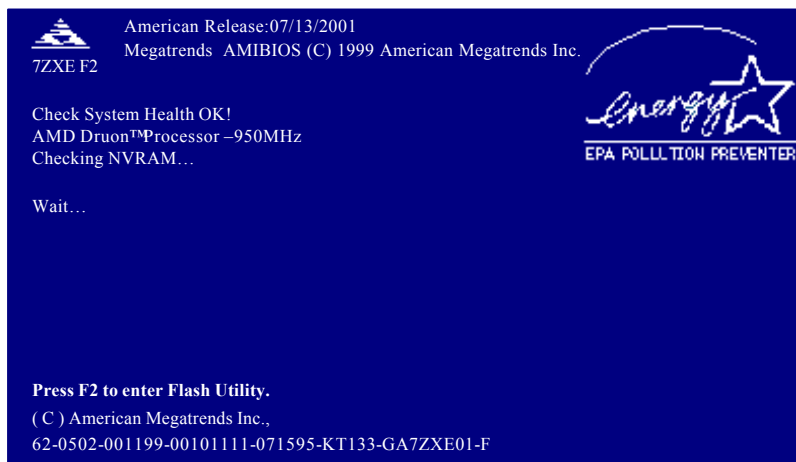 American Release:07/13/2001
Megatrends AMIBIOS (C) 1999 American Megatrends Inc.
7ZXE F2
energy
EPA POLLUTION PREVENTER
Check System Health OK!
AMD Druon™Processor –950MHz
Checking NVRAM…
Wait…
Press F2 to enter Flash Utility.
( C ) American Megatrends Inc.,
62-0502-001199-00101111-071595-KT133-GA7ZXE01-F